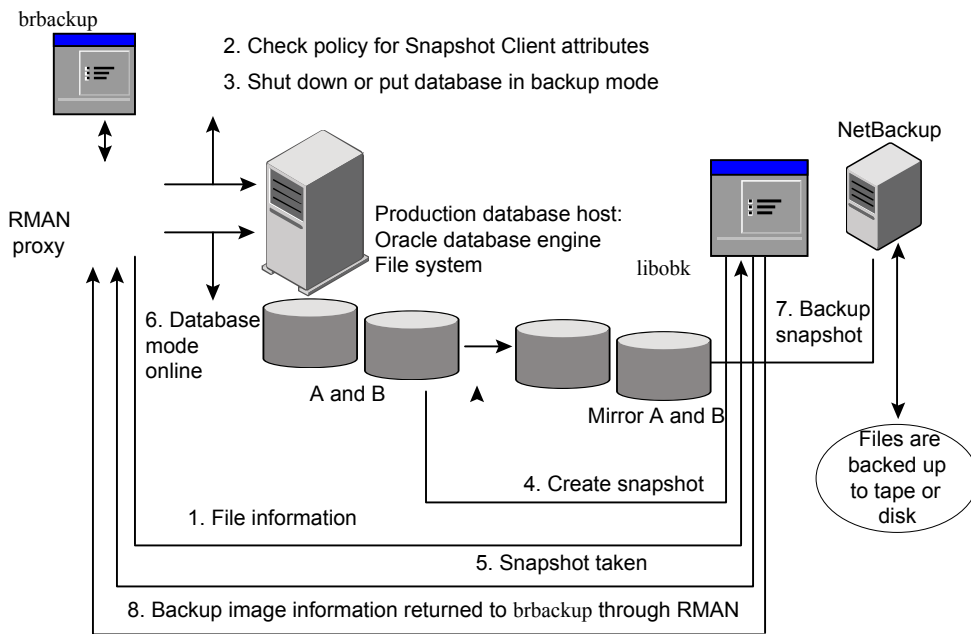 brbackup
2. Check policy for Snapshot Client attributes
3. Shut down or put database in backup mode
NetBackup
RMAN
proxy
Production database host:
Oracle database engine
File system
libobk
6. Database
mode
online
7. Backup
snapshot
A and B
Mirror A and B
Files are
backed up
to tape or
disk
4. Create snapshot
1. File information
5. Snapshot taken
8. Backup image information returned to brbackup through RMAN